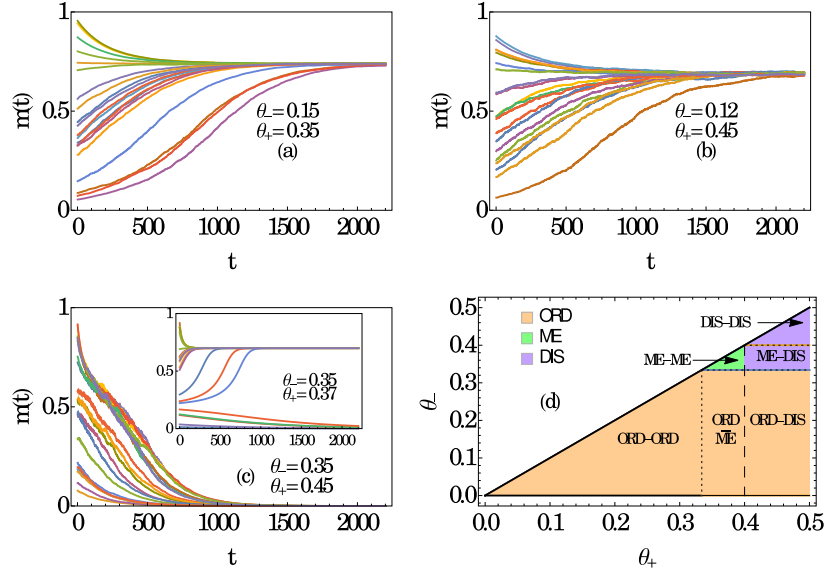 1
0.5
0
m(t)
θ−=0.15
θ+=0.35
(a)
0 500 1000 1500 2000
t
1
0.5
0
m(t)
θ−=0.12
θ+=0.45
(b)
0 500 1000 1500 2000
t
1
0.5
0
m(t)
1
0.5
0
θ−=0.35
θ+=0.37
0 500 1000 1500 2000
(c)
θ−=0.35
θ+=0.45
0 500 1000 1500 2000
t
0.5
0.4
0.3
0.2
0.1
0.0
θ−
ORD
ME
DIS
DIS–DIS
ME–ME
ME–DIS
(d)
ORD–ORD
ORD
–
ME
ORD–DIS
0.0 0.1 0.2 0.3 0.4 0.5
θ+